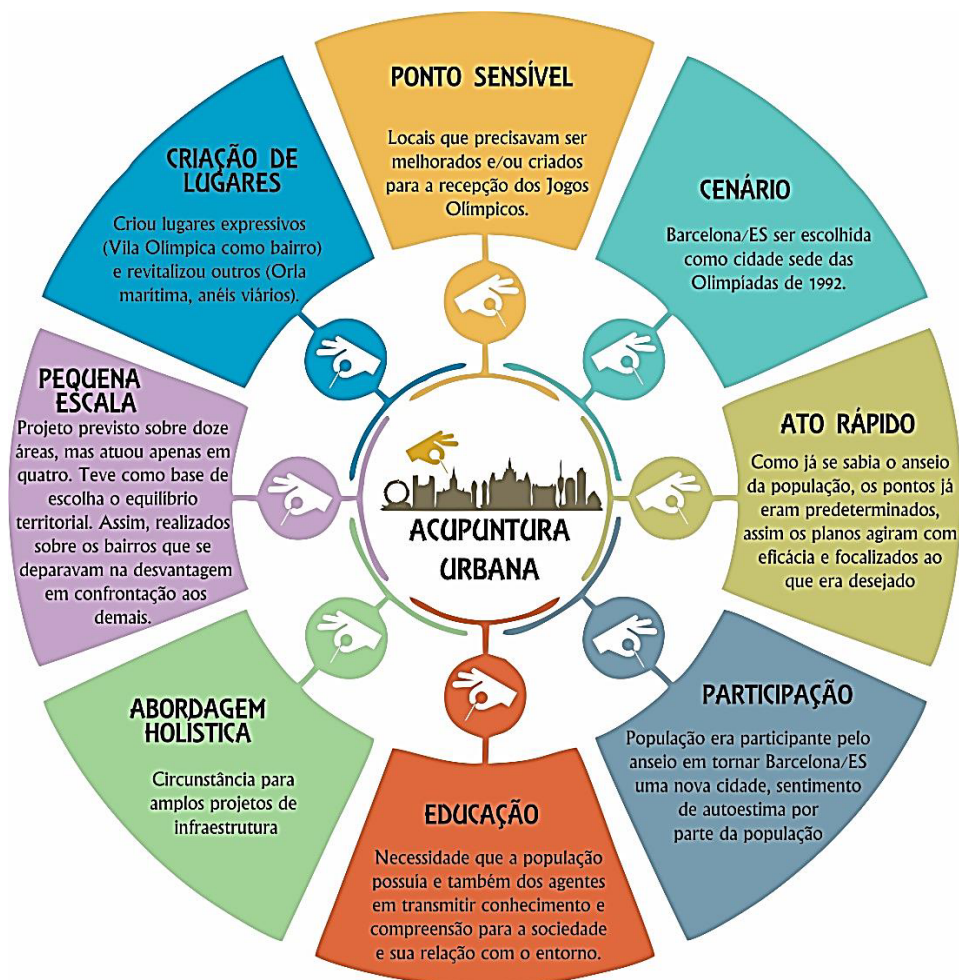 PONTO SENSÍVEL
Locais que precisavam ser
melhorados e/ou criados
para a recepção dos Jogos
Olímpicos.
CENÁRIO
Barcelona/ES ser escolhida
como cidade sede das
Olimpíadas de 1992.
ATO RÁPIDO
Como já se sabia o anseio
da população, os pontos já
eram predeterminados,
assim os planos agiram com
eficácia e focalizados ao
que era desejado
PARTICIPAÇÃO
População era participante pelo
anseio em tornar Barcelona/ES
uma nova cidade, sentimento
de autoestima por
parte da população
EDUCAÇÃO
Necessidade que a população
possuía e também dos agentes
em transmitir conhecimento e
compreensão para a sociedade
e sua relação com o entorno.
ABORDAGEM
HOLÍSTICA
Circunstância para
amplos projetos de
infraestrutura
PEQUENA
ESCALA
Projeto previsto sobre doze
áreas, mas atuou apenas em
quatro. Teve como base de
escolha o equilíbrio
territorial. Assim, realizados
sobre os bairros que se
deparavam na desvantagem
em confrontação aos
demais.
CRIAÇÃO DE
LUGARES
Criou lugares expressivos
(Vila Olímpica como bairro)
e revitalizou outros (Orla
marítima, anéis viários).
ACUPUNTURA
URBANA